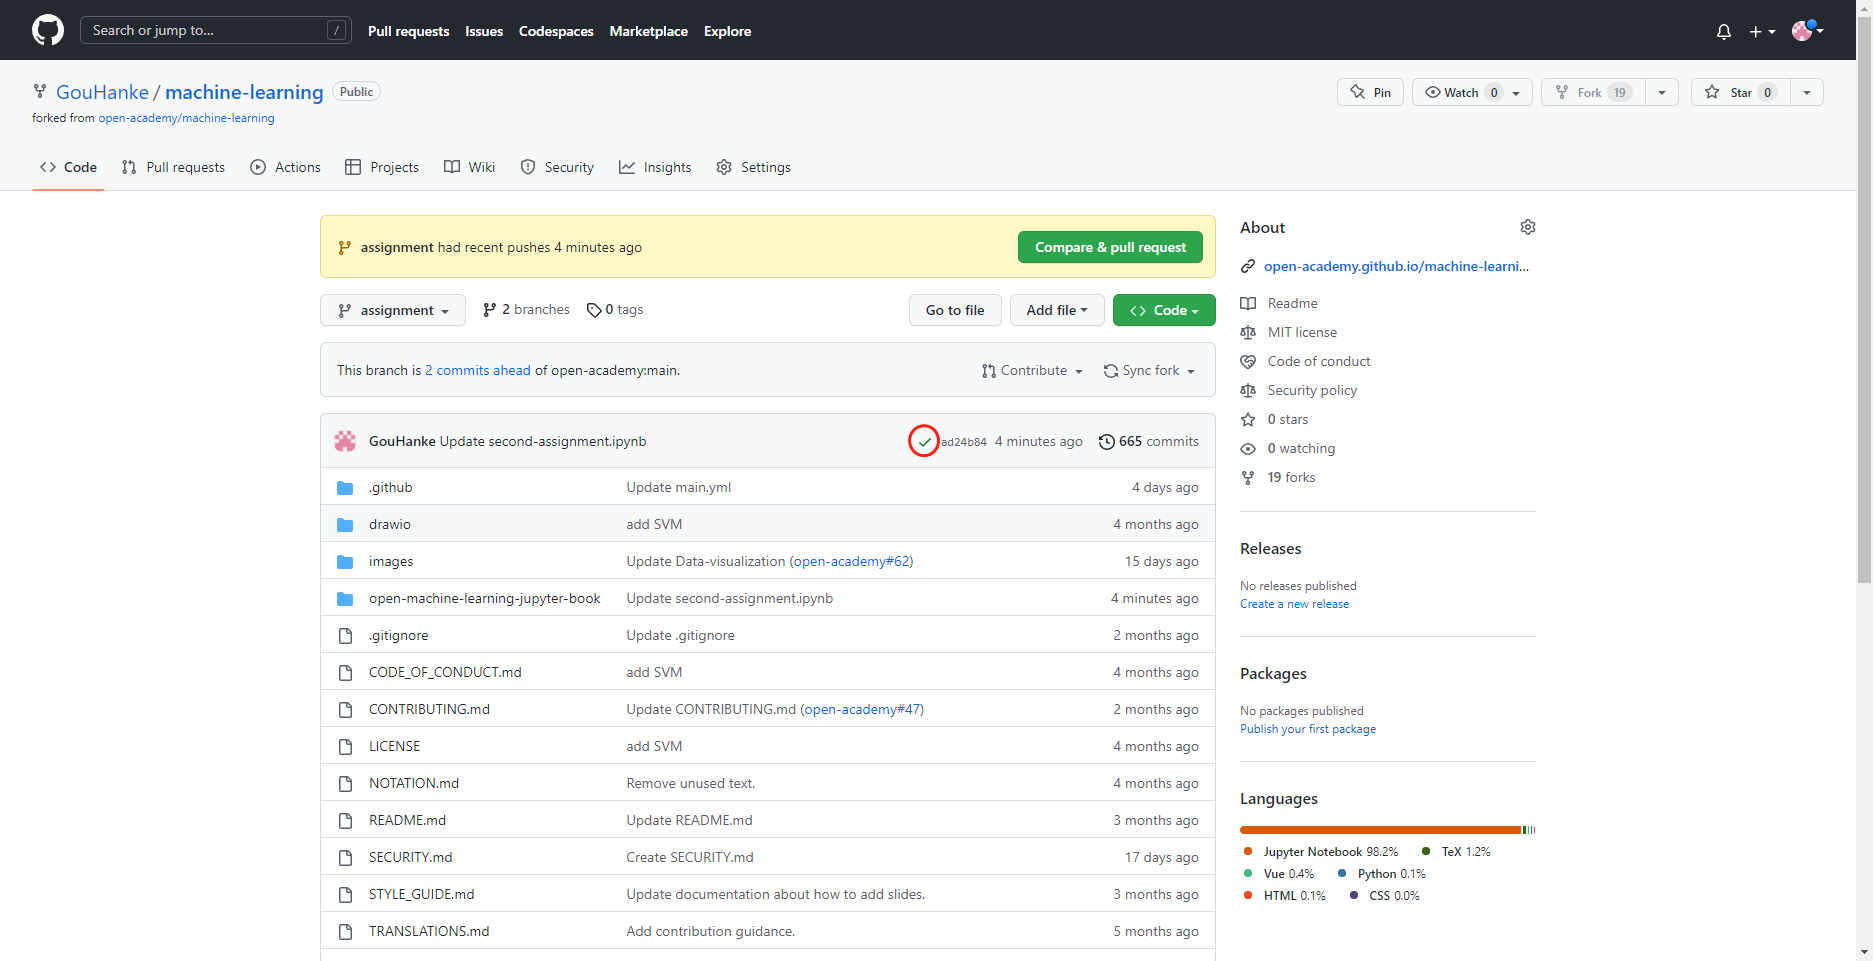 Search or jump to... /
Pull requests Issues Codespaces Marketplace Explore
GouHanke / machine-learning Public
Pin Watch 0 Fork 19 Star 0
forked from open-academy/machine-learning
Code Pull requests Actions Projects Wiki Security Insights Settings
assignment had recent pushes 4 minutes ago Compare & pull request
assignment 2 branches 0 tags Go to file Add file Code
This branch is 2 commits ahead of open-academy:main. Contribute Sync fork
GouHanke Update second-assignment.ipynb ad24b84 4 minutes ago 665 commits
.github Update main.yml 4 days ago
drawio add SVM 4 months ago
images Update Data-visualization (open-academy#62) 15 days ago
open-machine-learning-jupyter-book Update second-assignment.ipynb 4 minutes ago
.gitignore Update .gitignore 2 months ago
CODE_OF_CONDUCT.md add SVM 4 months ago
CONTRIBUTING.md Update CONTRIBUTING.md (open-academy#47) 2 months ago
LICENSE add SVM 4 months ago
NOTATION.md Remove unused text. 4 months ago
README.md Update README.md 3 months ago
SECURITY.md Create SECURITY.md 17 days ago
STYLE_GUIDE.md Update documentation about how to add slides. 3 months ago
TRANSLATIONS.md Add contribution guidance. 5 months ago
About
open-academy.github.io/machine-learni...
Readme
MIT license
Code of conduct
Security policy
0 stars
0 watching
19 forks
Releases
No releases published
Create a new release
Packages
No packages published
Publish your first package
Languages
Jupyter Notebook 98.2% TeX 1.2%
Vue 0.4% Python 0.1%
HTML 0.1% CSS 0.0%